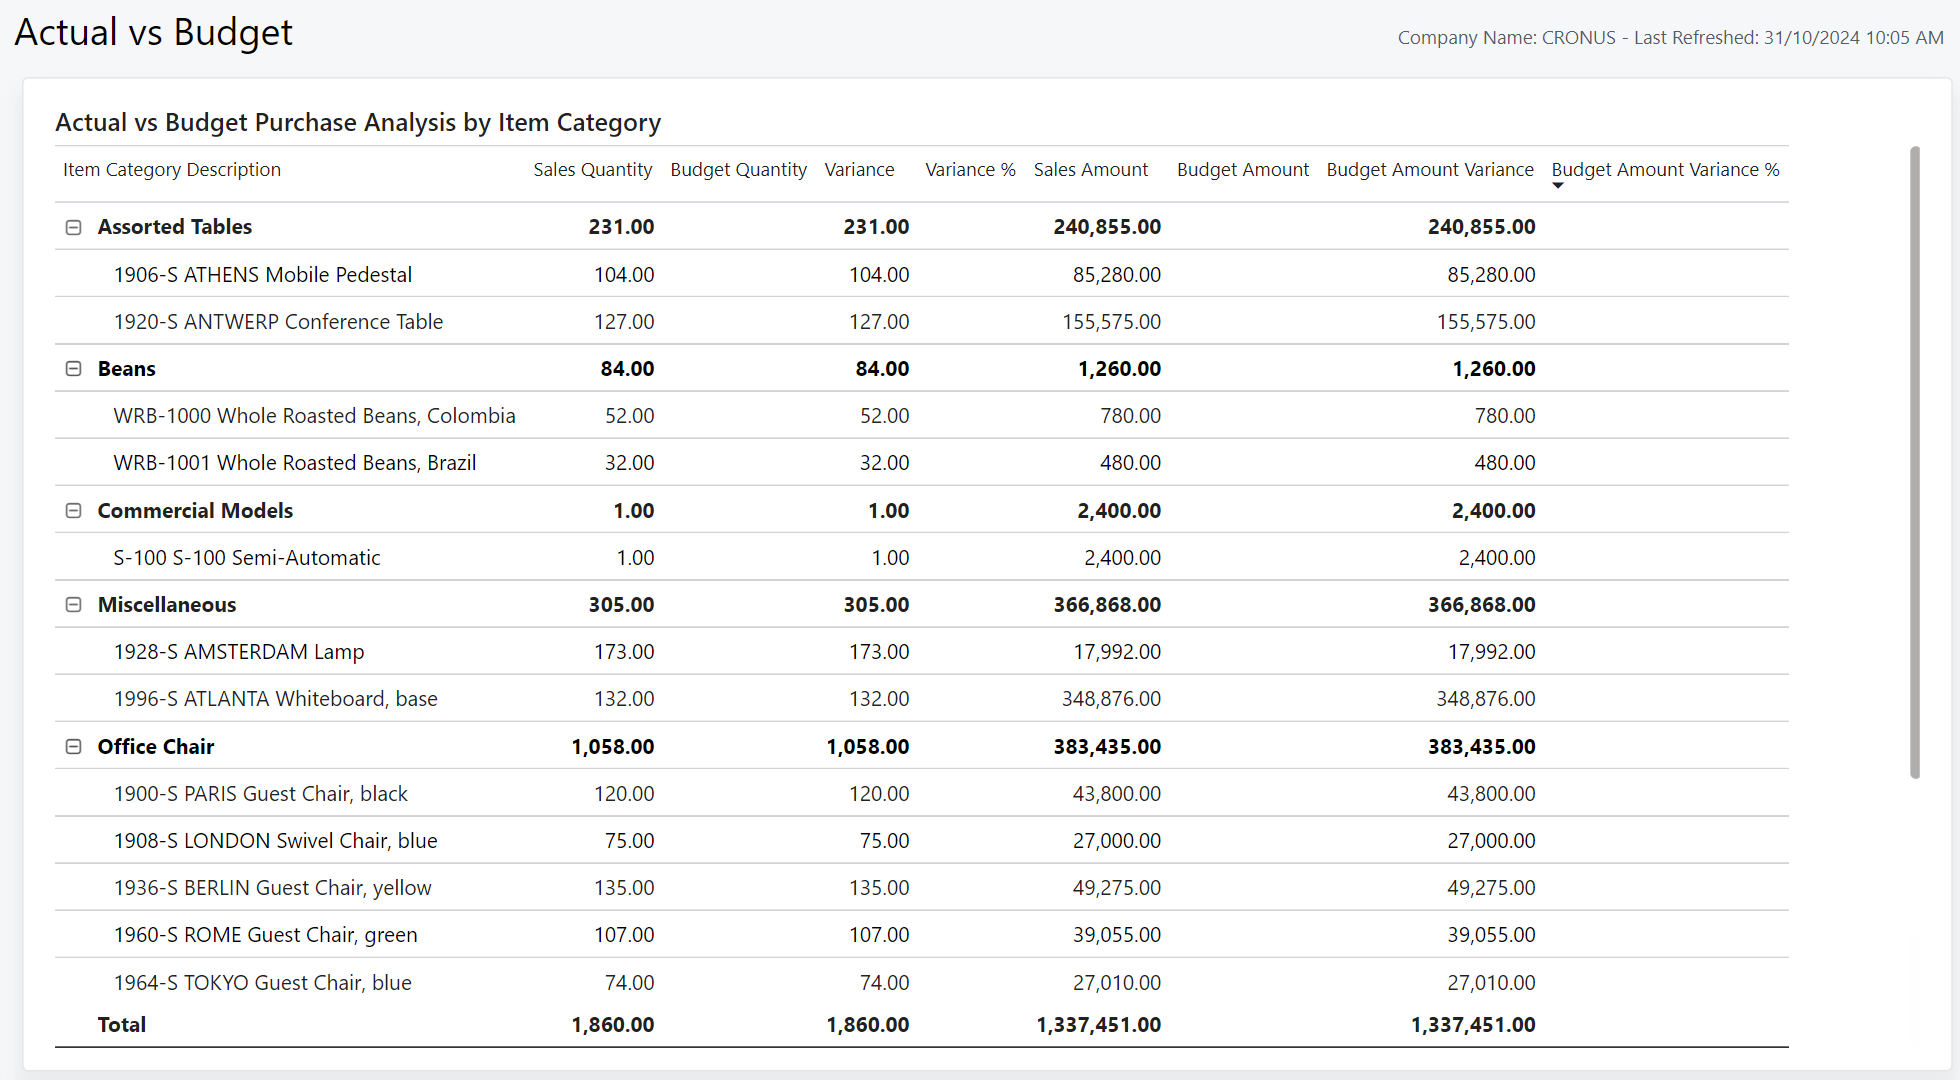 Actual vs Budget
Company Name: CRONUS - Last Refreshed: 31/10/2024 10:05 AM
Actual vs Budget Purchase Analysis by Item Category
Item Category Description Sales Quantity Budget Quantity Variance Variance % Sales Amount Budget Amount Budget Amount Variance Budget Amount Variance %
Assorted Tables 231.00 231.00 240,855.00 240,855.00
1906-S ATHENS Mobile Pedestal 104.00 104.00 85,280.00 85,280.00
1920-S ANTWERP Conference Table 127.00 127.00 155,575.00 155,575.00
Beans 84.00 84.00 1,260.00 1,260.00
WRB-1000 Whole Roasted Beans, Colombia 52.00 52.00 780.00 780.00
WRB-1001 Whole Roasted Beans, Brazil 32.00 32.00 480.00 480.00
Commercial Models 1.00 1.00 2,400.00 2,400.00
S-100 S-100 Semi-Automatic 1.00 1.00 2,400.00 2,400.00
Miscellaneous 305.00 305.00 366,868.00 366,868.00
1928-S AMSTERDAM Lamp 173.00 173.00 17,992.00 17,992.00
1996-S ATLANTA Whiteboard, base 132.00 132.00 348,876.00 348,876.00
Office Chair 1,058.00 1,058.00 383,435.00 383,435.00
1900-S PARIS Guest Chair, black 120.00 120.00 43,800.00 43,800.00
1908-S LONDON Swivel Chair, blue 75.00 75.00 27,000.00 27,000.00
1936-S BERLIN Guest Chair, yellow 135.00 135.00 49,275.00 49,275.00
1960-S ROME Guest Chair, green 107.00 107.00 39,055.00 39,055.00
1964-S TOKYO Guest Chair, blue 74.00 74.00 27,010.00 27,010.00
Total 1,860.00 1,860.00 1,337,451.00 1,337,451.00